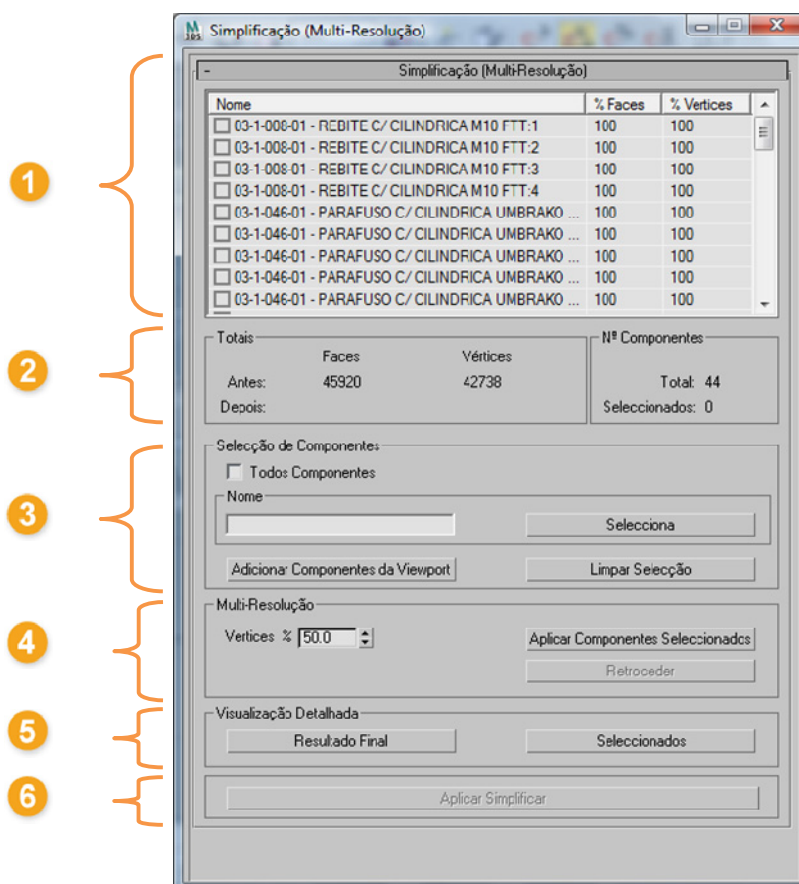 Simplificação (Multi-Resolução)
- Simplificação (Multi-Resolução)
Nome % Faces % Vertices
03-1-008-01 - REBITE C/ CILINDRICA M10 FTT:1 100 100
03-1-008-01 - REBITE C/ CILINDRICA M10 FTT:2 100 100
03-1-008-01 - REBITE C/ CILINDRICA M10 FTT:3 100 100
03-1-008-01 - REBITE C/ CILINDRICA M10 FTT:4 100 100
03-1-046-01 - PARAFUSO C/ CILINDRICA UMBRAKO ... 100 100
03-1-046-01 - PARAFUSO C/ CILINDRICA UMBRAKO ... 100 100
03-1-046-01 - PARAFUSO C/ CILINDRICA UMBRAKO ... 100 100
03-1-046-01 - PARAFUSO C/ CILINDRICA UMBRAKO ... 100 100
03-1-046-01 - PARAFUSO C/ CILINDRICA UMBRAKO ... 100 100
1
Totais Nº Componentes
Faces Vértices
Antes: 45920 42738 Total: 44
Depois: Seleccionados: 0
2
Selecção de Componentes
Todos Componentes
Nome
Selecciona
Adicionar Componentes da Viewport Limpar Selecção
3
Multi-Resolução
Vertices % 50.0 Aplicar Componentes Seleccionados
Retroceder
4
Visualização Detalhada
Resultado Final Seleccionados
5
Aplicar Simplificar
6